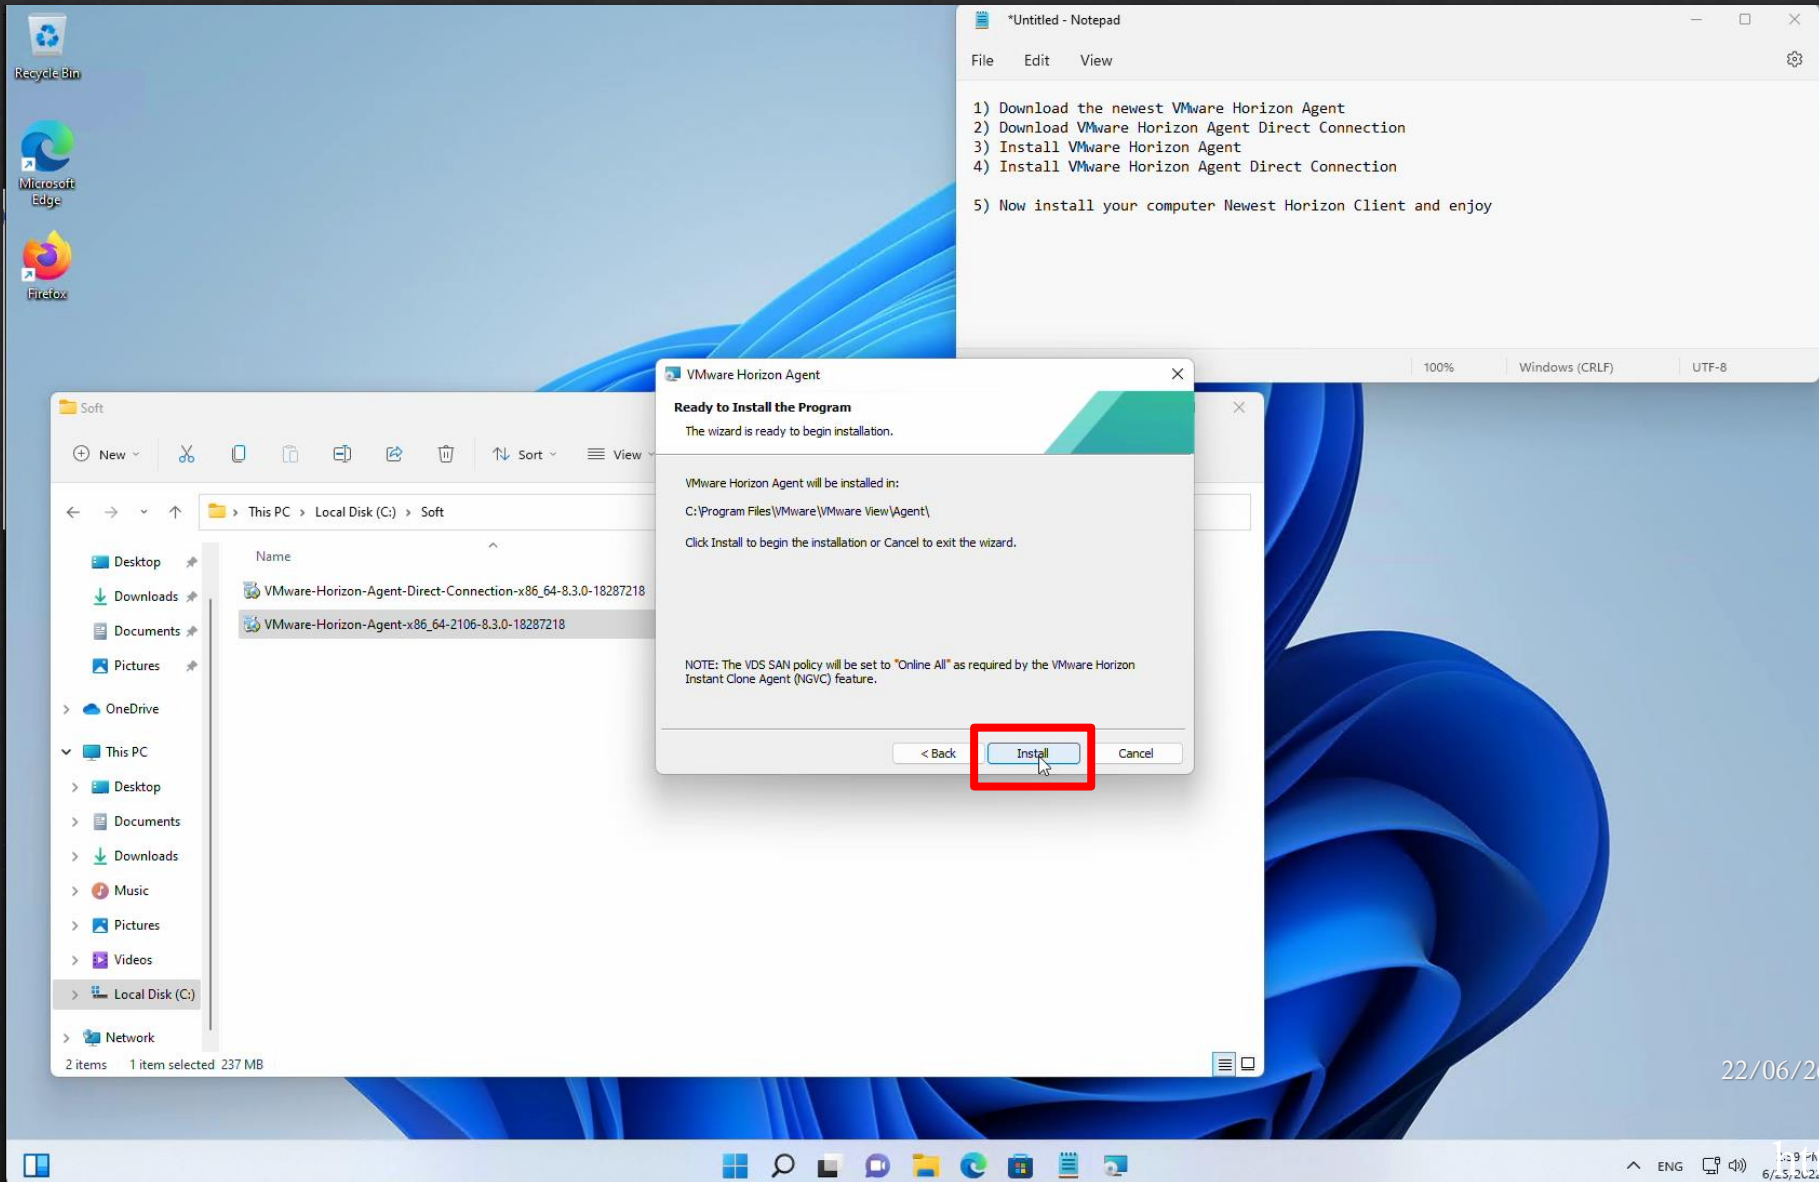 Recycle Bin
Microsoft
Edge
Firefox
*Untitled - Notepad
File Edit View
1) Download the newest VMware Horizon Agent
2) Download VMware Horizon Agent Direct Connection
3) Install VMware Horizon Agent
4) Install VMware Horizon Agent Direct Connection
5) Now install your computer Newest Horizon Client and enjoy
100% Windows (CRLF) UTF-8
Soft
New Sort View
This PC > Local Disk (C:) > Soft
Name
VMware-Horizon-Agent-Direct-Connection-x86_64-8.3.0-18287218
VMware-Horizon-Agent-x86_64-2106-8.3.0-18287218
Desktop
Downloads
Documents
Pictures
OneDrive
This PC
Desktop
Documents
Downloads
Music
Pictures
Videos
Local Disk (C:)
Network
2 items 1 item selected 237 MB
VMware Horizon Agent
Ready to Install the Program
The wizard is ready to begin installation.
VMware Horizon Agent will be installed in:
C:\Program Files\VMware\VMware View\Agent\
Click Install to begin the installation or Cancel to exit the wizard.
NOTE: The VDS SAN policy will be set to "Online All" as required by the VMware Horizon
Instant Clone Agent (NGVC) feature.
< Back Install Cancel
22/06/2
ENG